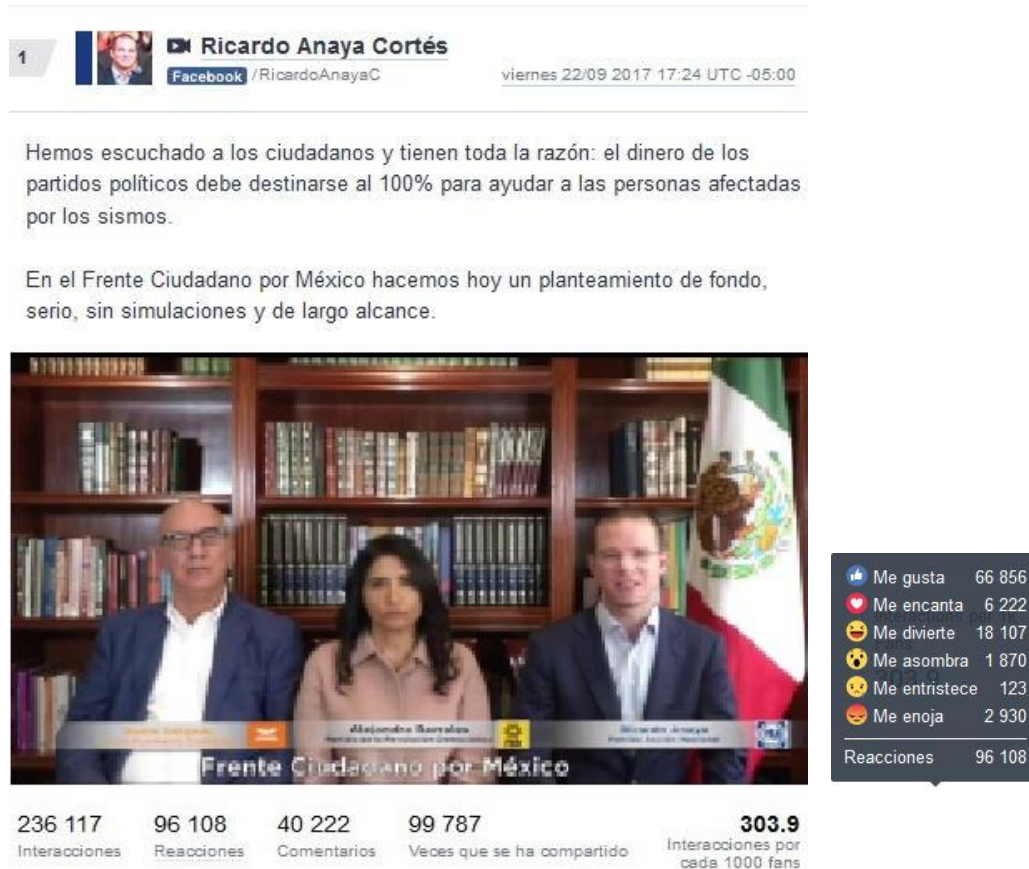 1
Ricardo Anaya Cortés
Facebook /RicardoAnayaC
viernes 22/09 2017 17:24 UTC -05:00
Hemos escuchado a los ciudadanos y tienen toda la razón: el dinero de los
partidos políticos debe destinarse al 100% para ayudar a las personas afectadas
por los sismos.
En el Frente Ciudadano por México hacemos hoy un planteamiento de fondo,
serio, sin simulaciones y de largo alcance.
Alejandra Barrales
Ricardo Anaya
Frente Ciudadano por México
236 117
Interacciones
96 108
Reacciones
40 222
Comentarios
99 787
Veces que se ha compartido
303.9
Interacciones por
cada 1000 fans
Me gusta 66 856
Me encanta 6 222
Me divierte 18 107
Me asombra 1 870
Me entristece 123
Me enoja 2 930
Reacciones 96 108